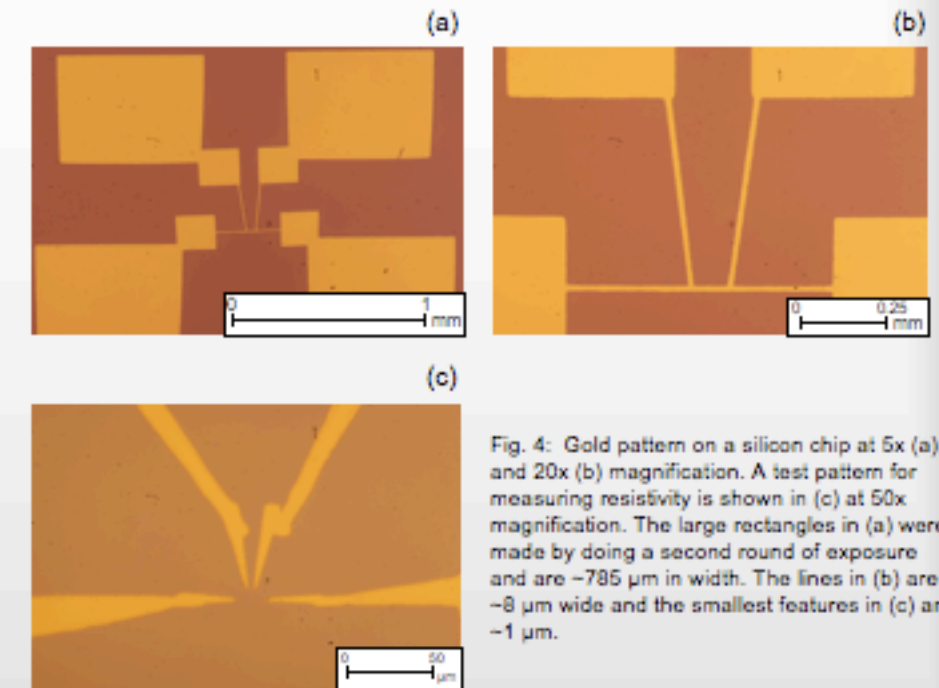 (a)
(b)
0 1
mm
0 0.25
mm
(c)
0 50
µm
Fig. 4: Gold pattern on a silicon chip at 5x (a)
and 20x (b) magnification. A test pattern for
measuring resistivity is shown in (c) at 50x
magnification. The large rectangles in (a) were
made by doing a second round of exposure
and are ~785 µm in width. The lines in (b) are
~8 µm wide and the smallest features in (c) ar
~1 µm.